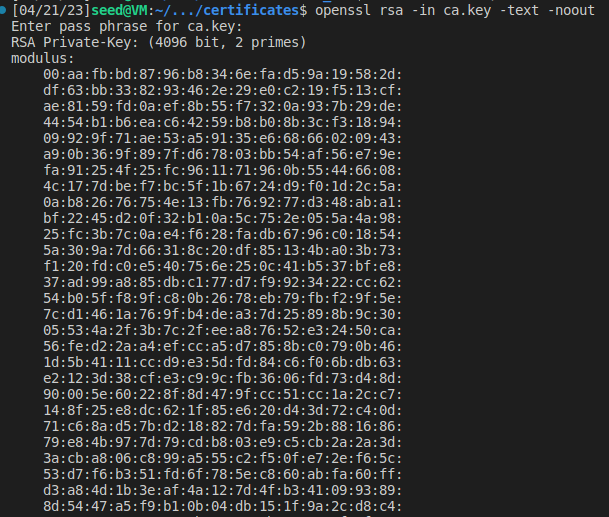 [04/21/23]seed@VM:~/.../certificates$ openssl rsa -in ca.key -text -noout
Enter pass phrase for ca.key:
RSA Private-Key: (4096 bit, 2 primes)
modulus:
    00:aa:fb:bd:87:96:b8:34:6e:fa:d5:9a:19:58:2d:
    df:63:bb:33:82:93:46:2e:29:e0:c2:19:f5:13:cf:
    ae:81:59:fd:0a:ef:8b:55:f7:32:0a:93:7b:29:de:
    44:54:b1:b6:ea:c6:42:59:b8:b0:8b:3c:f3:18:94:
    09:92:9f:71:ae:53:a5:91:35:e6:68:66:02:09:43:
    a9:0b:36:9f:89:7f:d6:78:03:bb:54:af:56:e7:9e:
    fa:91:25:4f:25:fc:96:11:71:96:0b:55:44:66:08:
    4c:17:7d:be:f7:bc:5f:1b:67:24:d9:f0:1d:2c:5a:
    0a:b8:26:76:75:4e:13:fb:76:92:77:d3:48:ab:a1:
    bf:22:45:d2:0f:32:b1:0a:5c:75:2e:05:5a:4a:98:
    25:fc:3b:7c:0a:e4:f6:28:fa:db:67:96:c0:18:54:
    5a:30:9a:7d:66:31:8c:20:df:85:13:4b:a0:3b:73:
    f1:20:fd:c0:e5:40:75:6e:25:0c:41:b5:37:bf:e8:
    37:ad:99:a8:85:db:c1:77:d7:f9:92:34:22:cc:62:
    54:b0:5f:f8:9f:c8:0b:26:78:eb:79:fb:f2:9f:5e:
    7c:d1:46:1a:76:9f:b4:de:a3:7d:25:89:8b:9c:30:
    05:53:4a:2f:3b:7c:2f:ee:a8:76:52:e3:24:50:ca:
    56:fe:d2:2a:a4:ef:cc:a5:d7:85:8b:c0:79:0b:46:
    1d:5b:41:11:cc:d9:e3:5d:fd:84:c6:f0:6b:db:63:
    e2:12:3d:38:cf:e3:c9:9c:fb:36:06:fd:73:d4:8d:
    90:00:5e:60:22:8f:8d:47:9f:cc:51:cc:1a:2c:c7:
    14:8f:25:e8:dc:62:1f:85:e6:20:d4:3d:72:c4:0d:
    71:c6:8a:d5:7b:d2:18:82:7d:fa:59:2b:88:16:86:
    79:e8:4b:97:7d:79:cd:b8:03:e9:c5:cb:2a:2a:3d:
    3a:cb:a8:06:c8:99:a5:55:c2:f5:0f:e7:2e:f6:5c:
    53:d7:f6:b3:51:fd:6f:78:5e:c8:60:ab:fa:60:ff:
    d3:a8:4d:1b:3e:af:4a:12:7d:4f:b3:41:09:93:89:
    8d:54:47:a5:f9:b1:0b:04:db:15:1f:9a:2c:d8:c4: